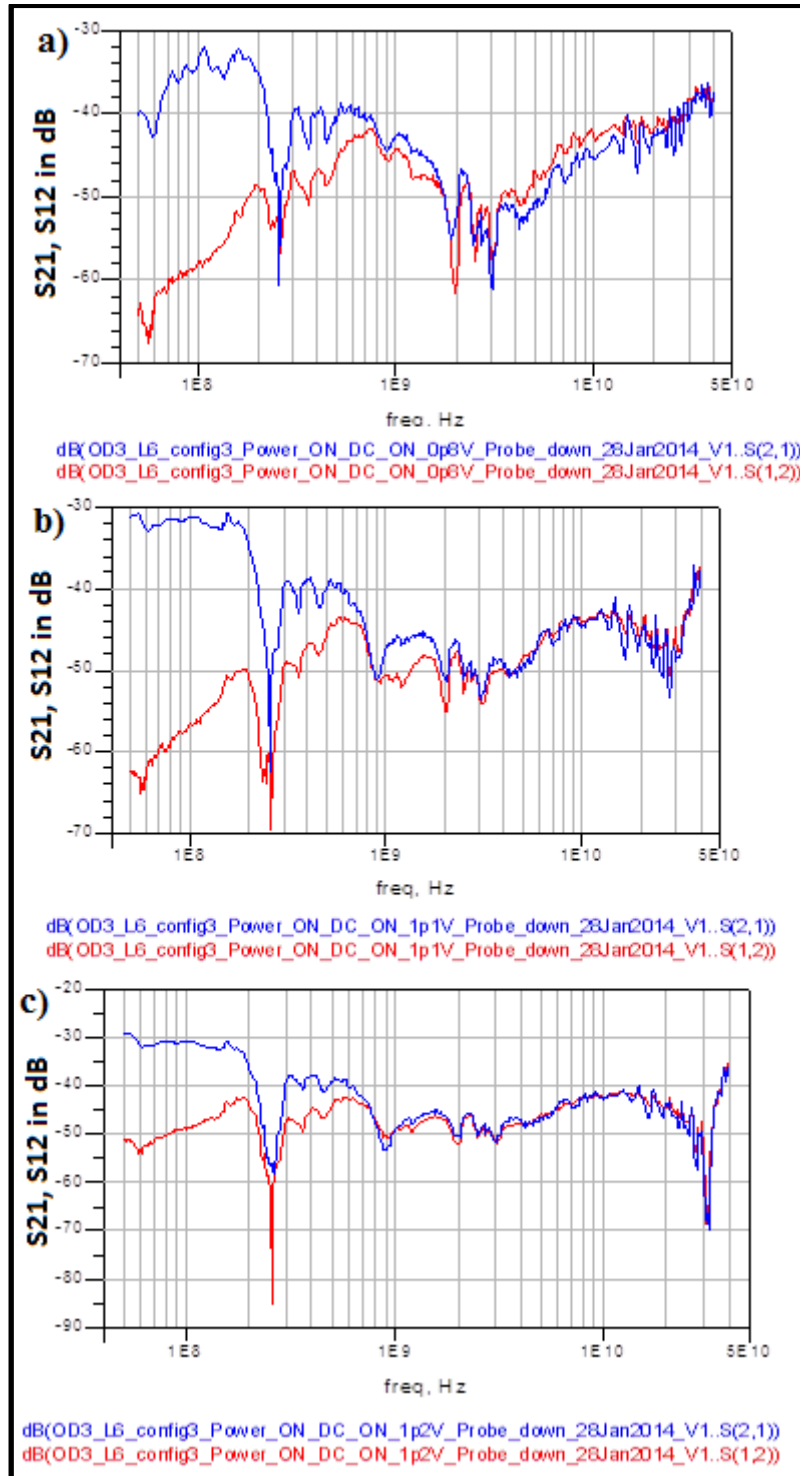 a)
S21, S12 in dB
-30
-40
-50
-60
-70
1E8
1E9
1E10
5E10
freq, Hz
dB(OD3_L6_config3_Power_ON_DC_ON_0p8V_Probe_down_28Jan2014_V1..S(2,1))
dB(OD3_L6_config3_Power_ON_DC_ON_0p8V_Probe_down_28Jan2014_V1..S(1,2))
b)
S21, S12 in dB
-30
-40
-50
-60
-70
1E8
1E9
1E10
5E10
freq, Hz
dB(OD3_L6_config3_Power_ON_DC_ON_1p1V_Probe_down_28Jan2014_V1..S(2,1))
dB(OD3_L6_config3_Power_ON_DC_ON_1p1V_Probe_down_28Jan2014_V1..S(1,2))
c)
S21, S12 in dB
-20
-30
-40
-50
-60
-70
-80
-90
1E8
1E9
1E10
5E10
freq, Hz
dB(OD3_L6_config3_Power_ON_DC_ON_1p2V_Probe_down_28Jan2014_V1..S(2,1))
dB(OD3_L6_config3_Power_ON_DC_ON_1p2V_Probe_down_28Jan2014_V1..S(1,2))